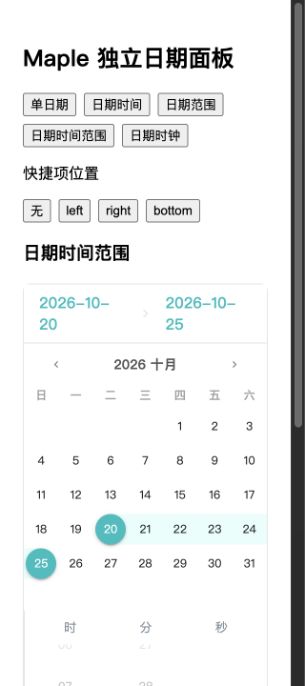 Maple 独立日期面板
单日期 日期时间 日期范围
日期时间范围 日期时钟
快捷项位置
无 left right bottom
日期时间范围
2026-10-20 > 2026-10-25
‹ 2026 十月 ›
日 一 二 三 四 五 六
1 2 3
4 5 6 7 8 9 10
11 12 13 14 15 16 17
18 19 20 21 22 23 24
25 26 27 28 29 30 31
时 分 秒